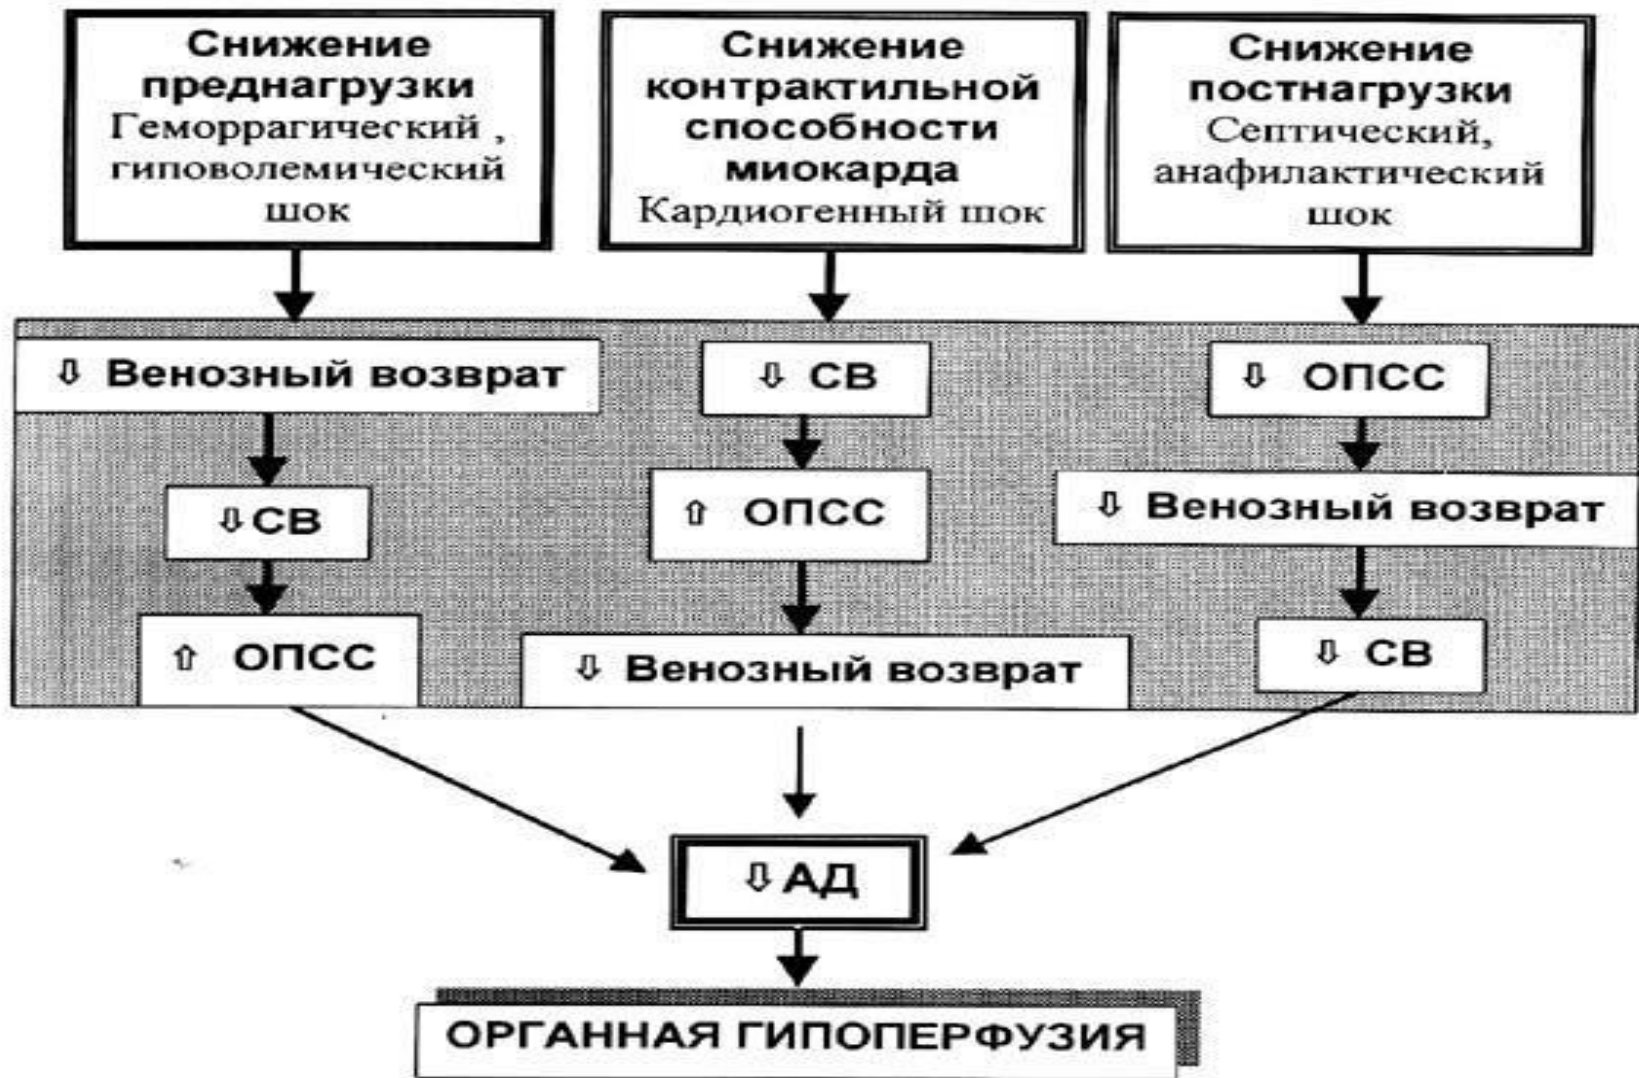 Снижение
преднагрузки
Геморрагический ,
гиповолемический
шок
Снижение
контрактильной
способности
миокарда
Кардиогенный шок
Снижение
постнагрузки
Септический,
анафилактический
шок
⇩ Венозный возврат
⇩ СВ
⇧ ОПСС
⇩ СВ
⇧ ОПСС
⇩ Венозный возврат
⇩ ОПСС
⇩ Венозный возврат
⇩ СВ
⇩ АД
ОРГАННАЯ ГИПОПЕРФУЗИЯ